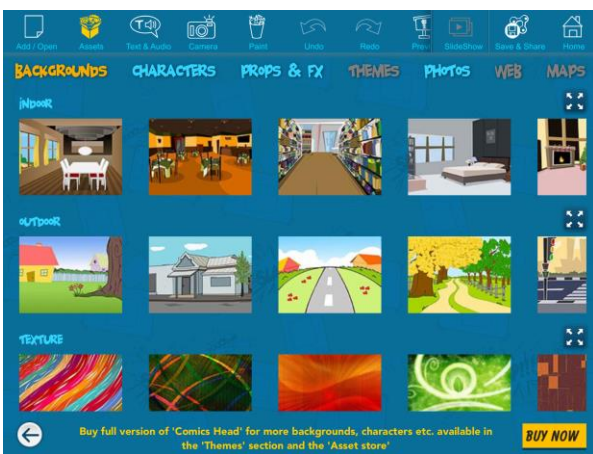 Add / Open Assets Text & Audio Camera Paint Undo Redo Previ SlideShow Save & Share Home
BACKGROUNDS CHARACTERS PROPS & FX THEMES PHOTOS WEB MAPS
INDOOR
OUTDOOR
TEXTURE
Buy full version of 'Comics Head' for more backgrounds, characters etc. available in
the 'Themes' section and the 'Asset store'
BUY NOW